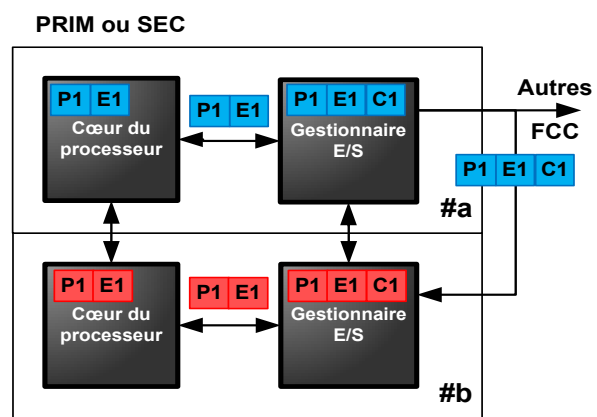 PRIM ou SEC
P1 E1
Cœur du
processeur
P1 E1
P1 E1 C1
Gestionnaire
E/S
Autres
FCC
P1 E1 C1
#a
P1 E1
Cœur du
processeur
P1 E1
P1 E1 C1
Gestionnaire
E/S
#b